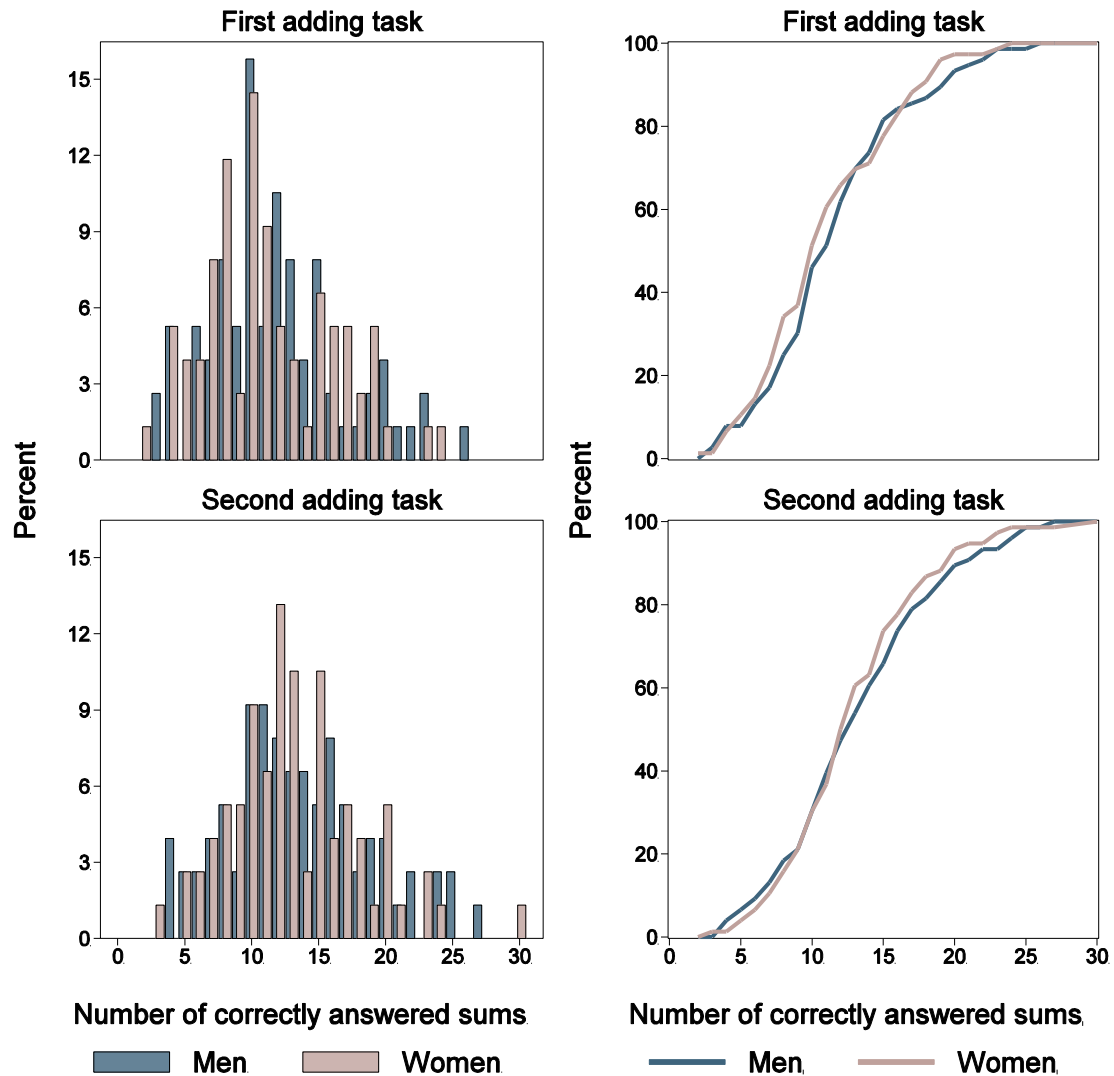 First adding task
First adding task
15
12
9
6
3
0
100
80
60
40
20
0
Percent
Percent
Second adding task
Second adding task
15
12
9
6
3
0
0 5 10 15 20 25 30
100
80
60
40
20
0
0 5 10 15 20 25 30
Number of correctly answered sums
Number of correctly answered sums
Men Women
Men Women